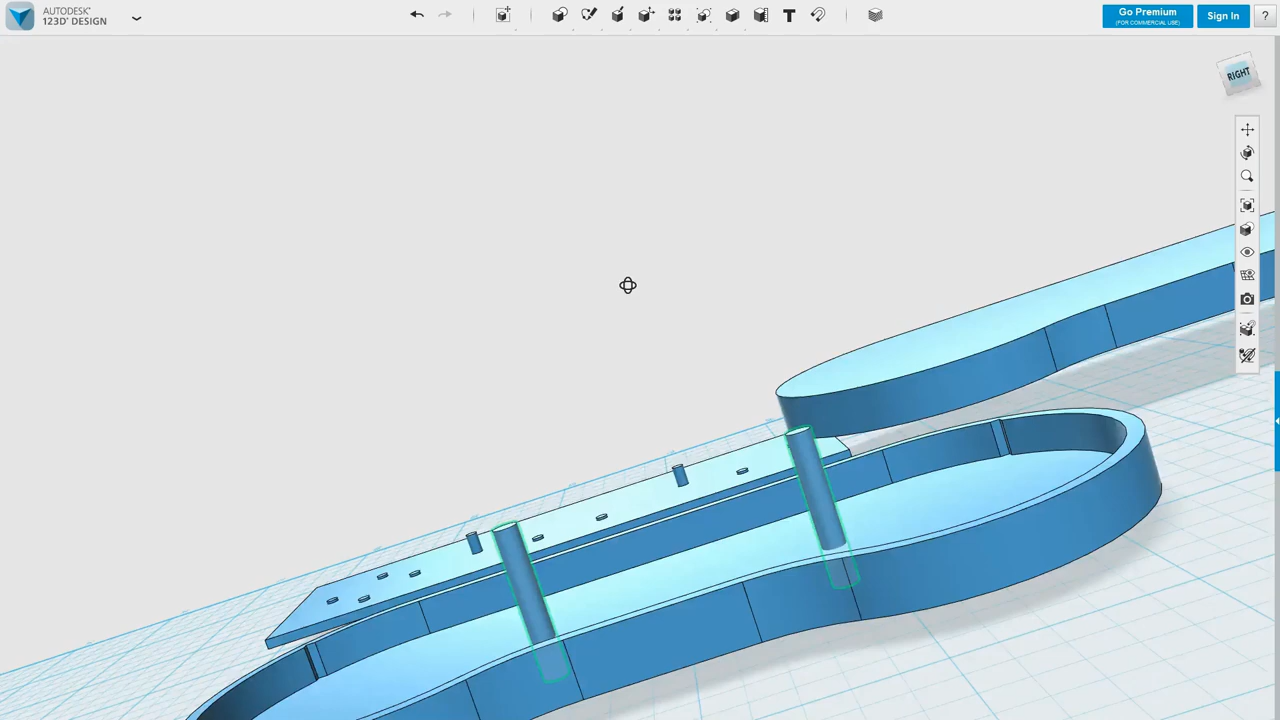 AUTODESK®
123D® DESIGN
T
Go Premium
(FOR COMMERCIAL USE)
Sign In
?
RIGHT